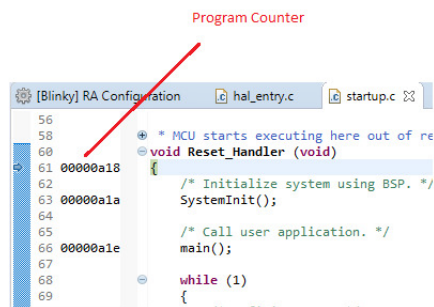 Program Counter
[Blinky] RA Configuration hal_entry.c startup.c
56
58 * MCU starts executing here out of re
60 void Reset_Handler (void)
61 00000a18 {
62 /* Initialize system using BSP. */
63 00000a1a SystemInit();
64
65 /* Call user application. */
66 00000a1e main();
67
68 while (1)
69 {